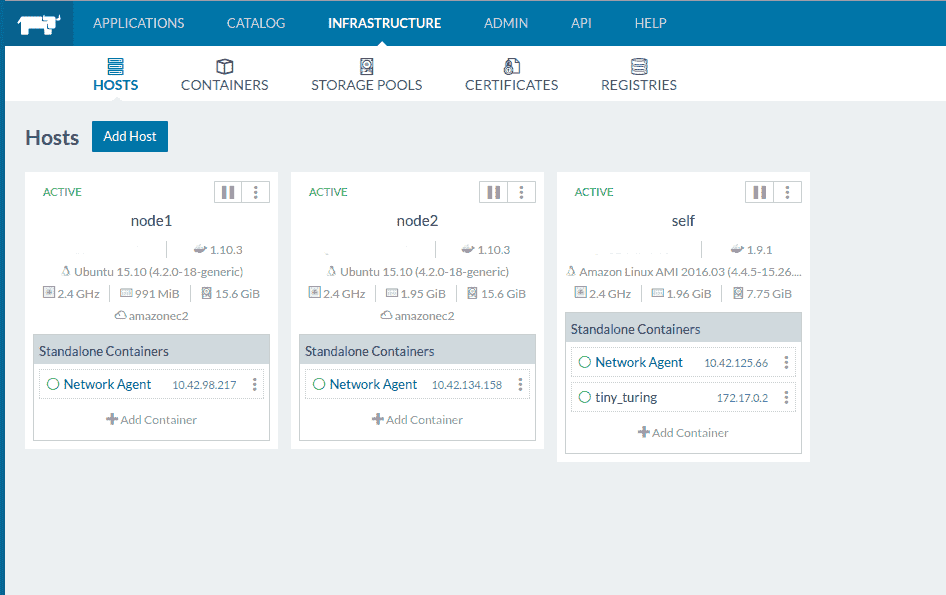 APPLICATIONS CATALOG INFRASTRUCTURE ADMIN API HELP
HOSTS CONTAINERS STORAGE POOLS CERTIFICATES REGISTRIES
Hosts Add Host
ACTIVE
node1
1.10.3
Ubuntu 15.10 (4.2.0-18-generic)
2.4 GHz 991 MiB 15.6 GiB
amazonec2
Standalone Containers
Network Agent 10.42.98.217
Add Container
ACTIVE
node2
1.10.3
Ubuntu 15.10 (4.2.0-18-generic)
2.4 GHz 1.95 GiB 15.6 GiB
amazonec2
Standalone Containers
Network Agent 10.42.134.158
Add Container
ACTIVE
self
1.9.1
Amazon Linux AMI 2016.03 (4.4.5-15.26....
2.4 GHz 1.96 GiB 7.75 GiB
Standalone Containers
Network Agent 10.42.125.66
tiny_turing 172.17.0.2
Add Container